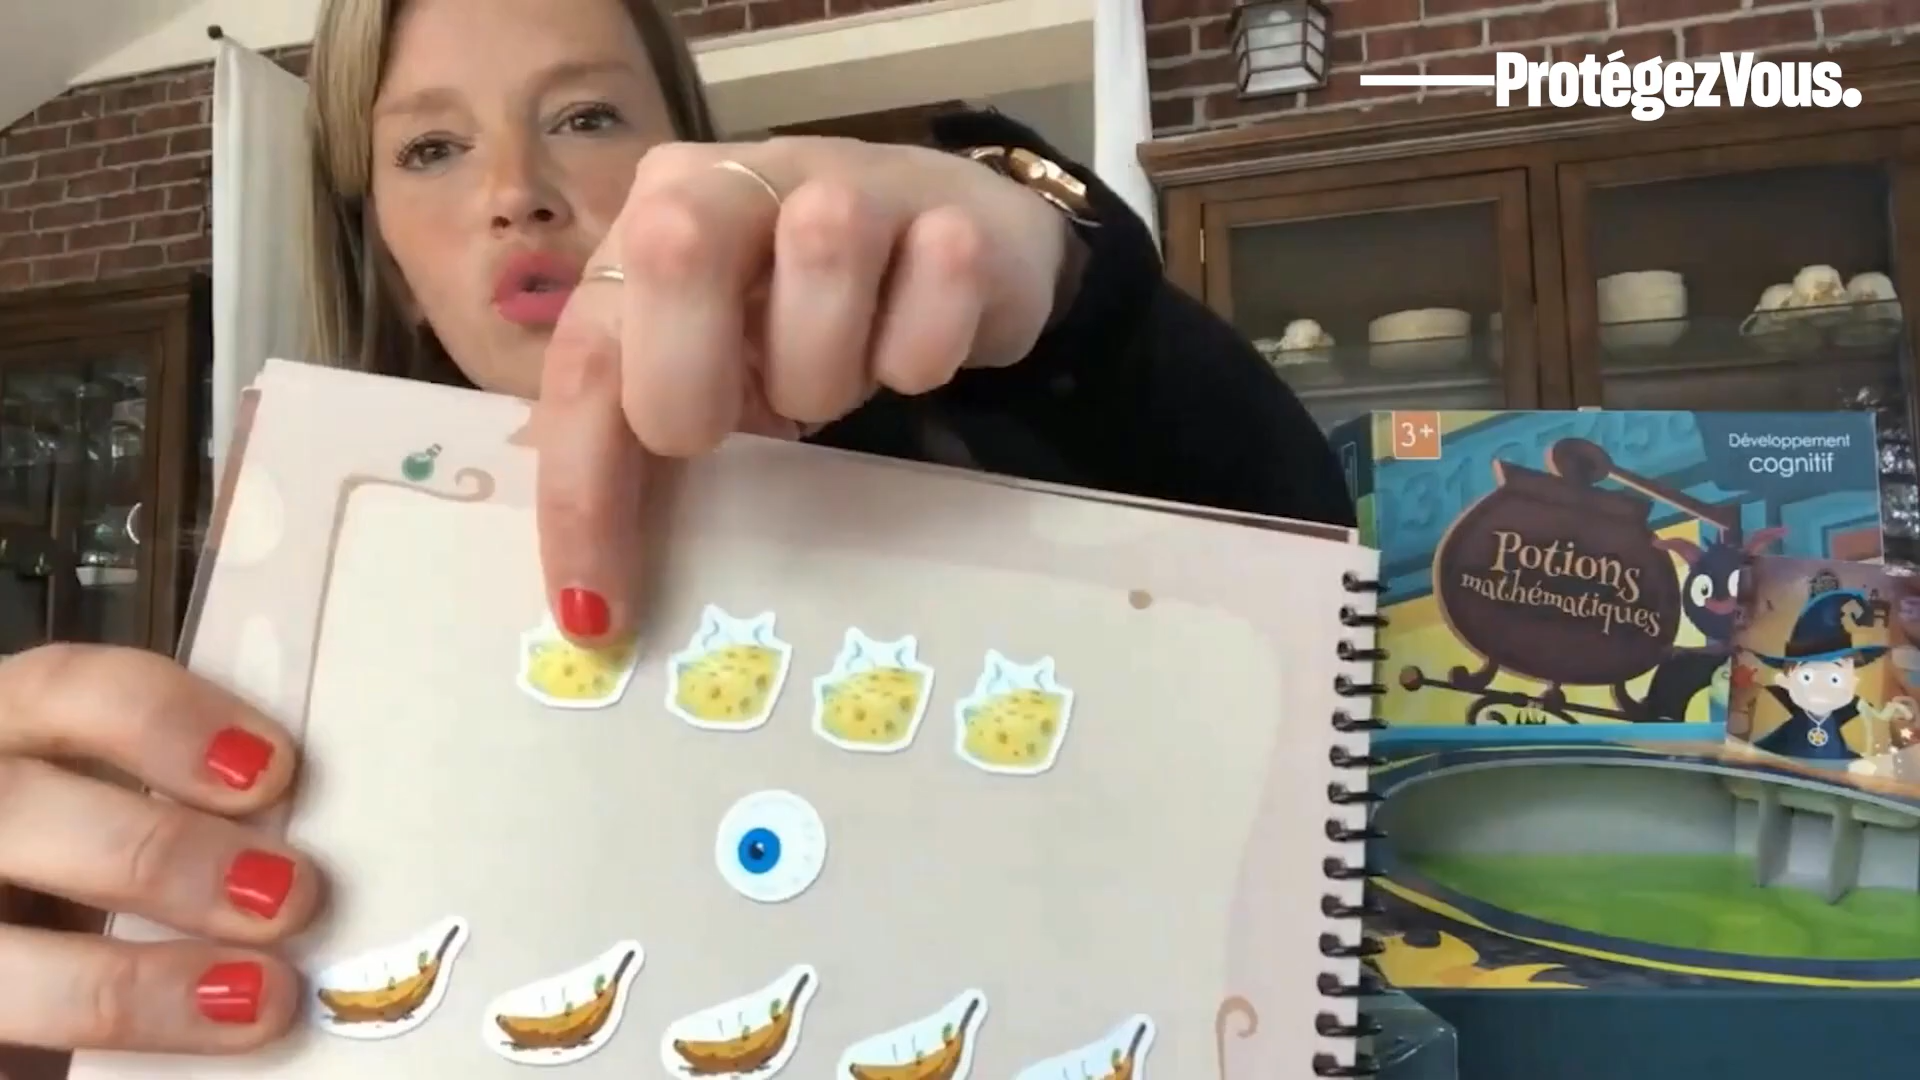 ProtégezVous.
3+
Développement
cognitif
Potions
mathématiques